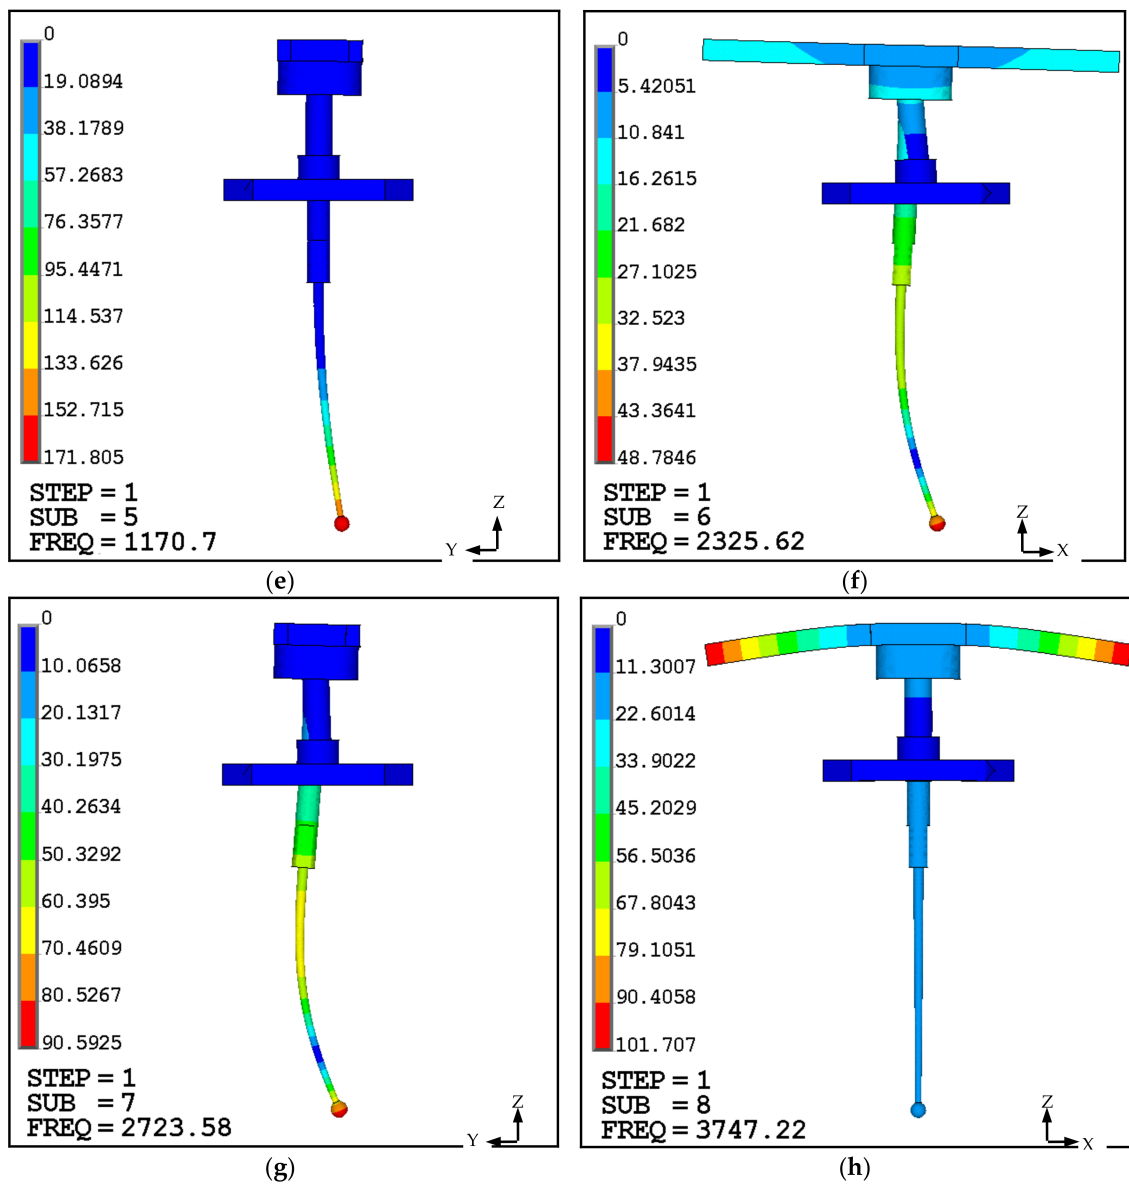 0
19.0894
38.1789
57.2683
76.3577
95.4471
114.537
133.626
152.715
171.805
STEP = 1
SUB = 5
FREQ = 1170.7
Z
Y
(e)
0
5.42051
10.841
16.2615
21.682
27.1025
32.523
37.9435
43.3641
48.7846
STEP = 1
SUB = 6
FREQ = 2325.62
Z
X
(f)
0
10.0658
20.1317
30.1975
40.2634
50.3292
60.395
70.4609
80.5267
90.5925
STEP = 1
SUB = 7
FREQ = 2723.58
Z
Y
(g)
0
11.3007
22.6014
33.9022
45.2029
56.5036
67.8043
79.1051
90.4058
101.707
STEP = 1
SUB = 8
FREQ = 3747.22
Z
X
(h)